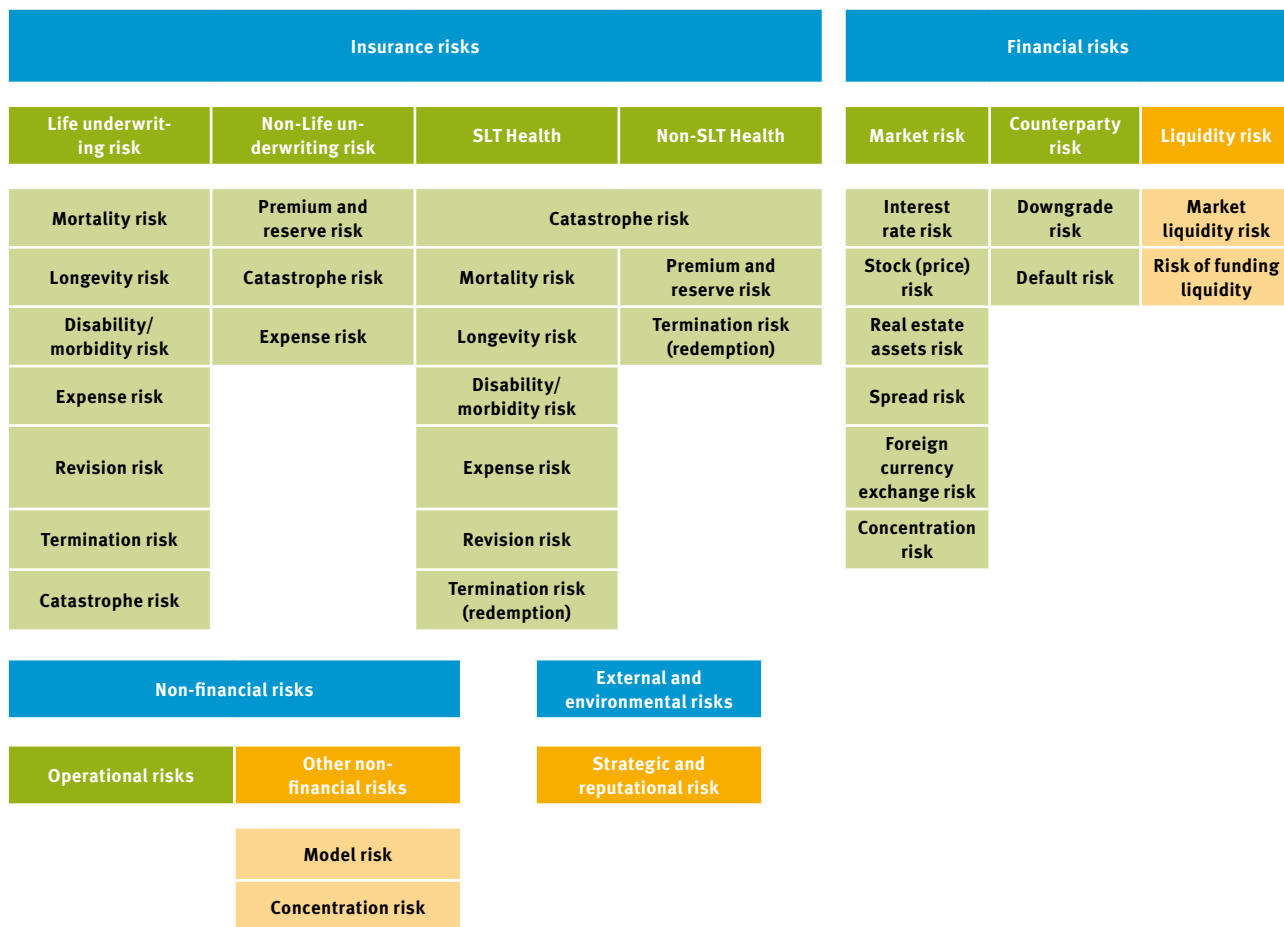 Insurance risks
Financial risks
Life underwrit-
ing risk
Non-Life un-
derwriting risk
SLT Health
Non-SLT Health
Market risk
Counterparty
risk
Liquidity risk
Mortality risk
Premium and
reserve risk
Catastrophe risk
Interest
rate risk
Downgrade
risk
Market
liquidity risk
Longevity risk
Catastrophe risk
Mortality risk
Premium and
reserve risk
Stock (price)
risk
Default risk
Risk of funding
liquidity
Disability/
morbidity risk
Expense risk
Longevity risk
Termination risk
(redemption)
Real estate
assets risk
Expense risk
Disability/
morbidity risk
Spread risk
Revision risk
Expense risk
Foreign
currency
exchange risk
Termination risk
Revision risk
Concentration
risk
Catastrophe risk
Termination risk
(redemption)
Non-financial risks
External and
environmental risks
Operational risks
Other non-
financial risks
Strategic and
reputational risk
Model risk
Concentration risk